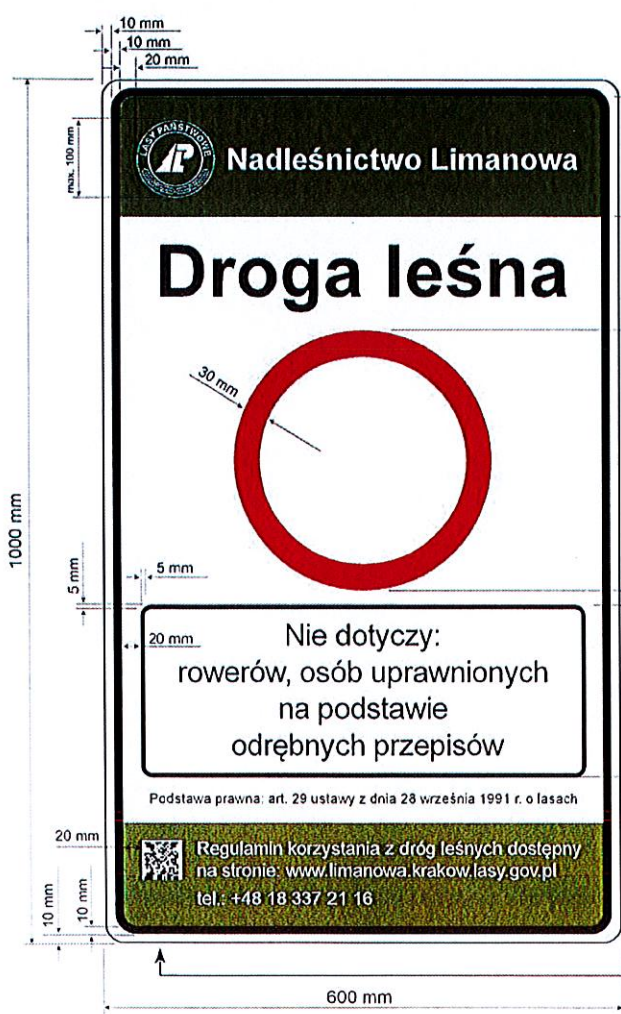 10 mm
10 mm
20 mm
max. 100 mm
LASY PAŃSTWOWE
Nadleśnictwo Limanowa
Droga leśna
30 mm
1000 mm
5 mm
5 mm
20 mm
Nie dotyczy:
rowerów, osób uprawnionych
na podstawie
odrębnych przepisów
Podstawa prawna: art. 29 ustawy z dnia 28 września 1991 r. o lasach
20 mm
Regulamin korzystania z dróg leśnych dostępny
na stronie: www.limanowa.krakow.lasy.gov.pl
tel.: +48 18 337 21 16
10 mm
10 mm
600 mm